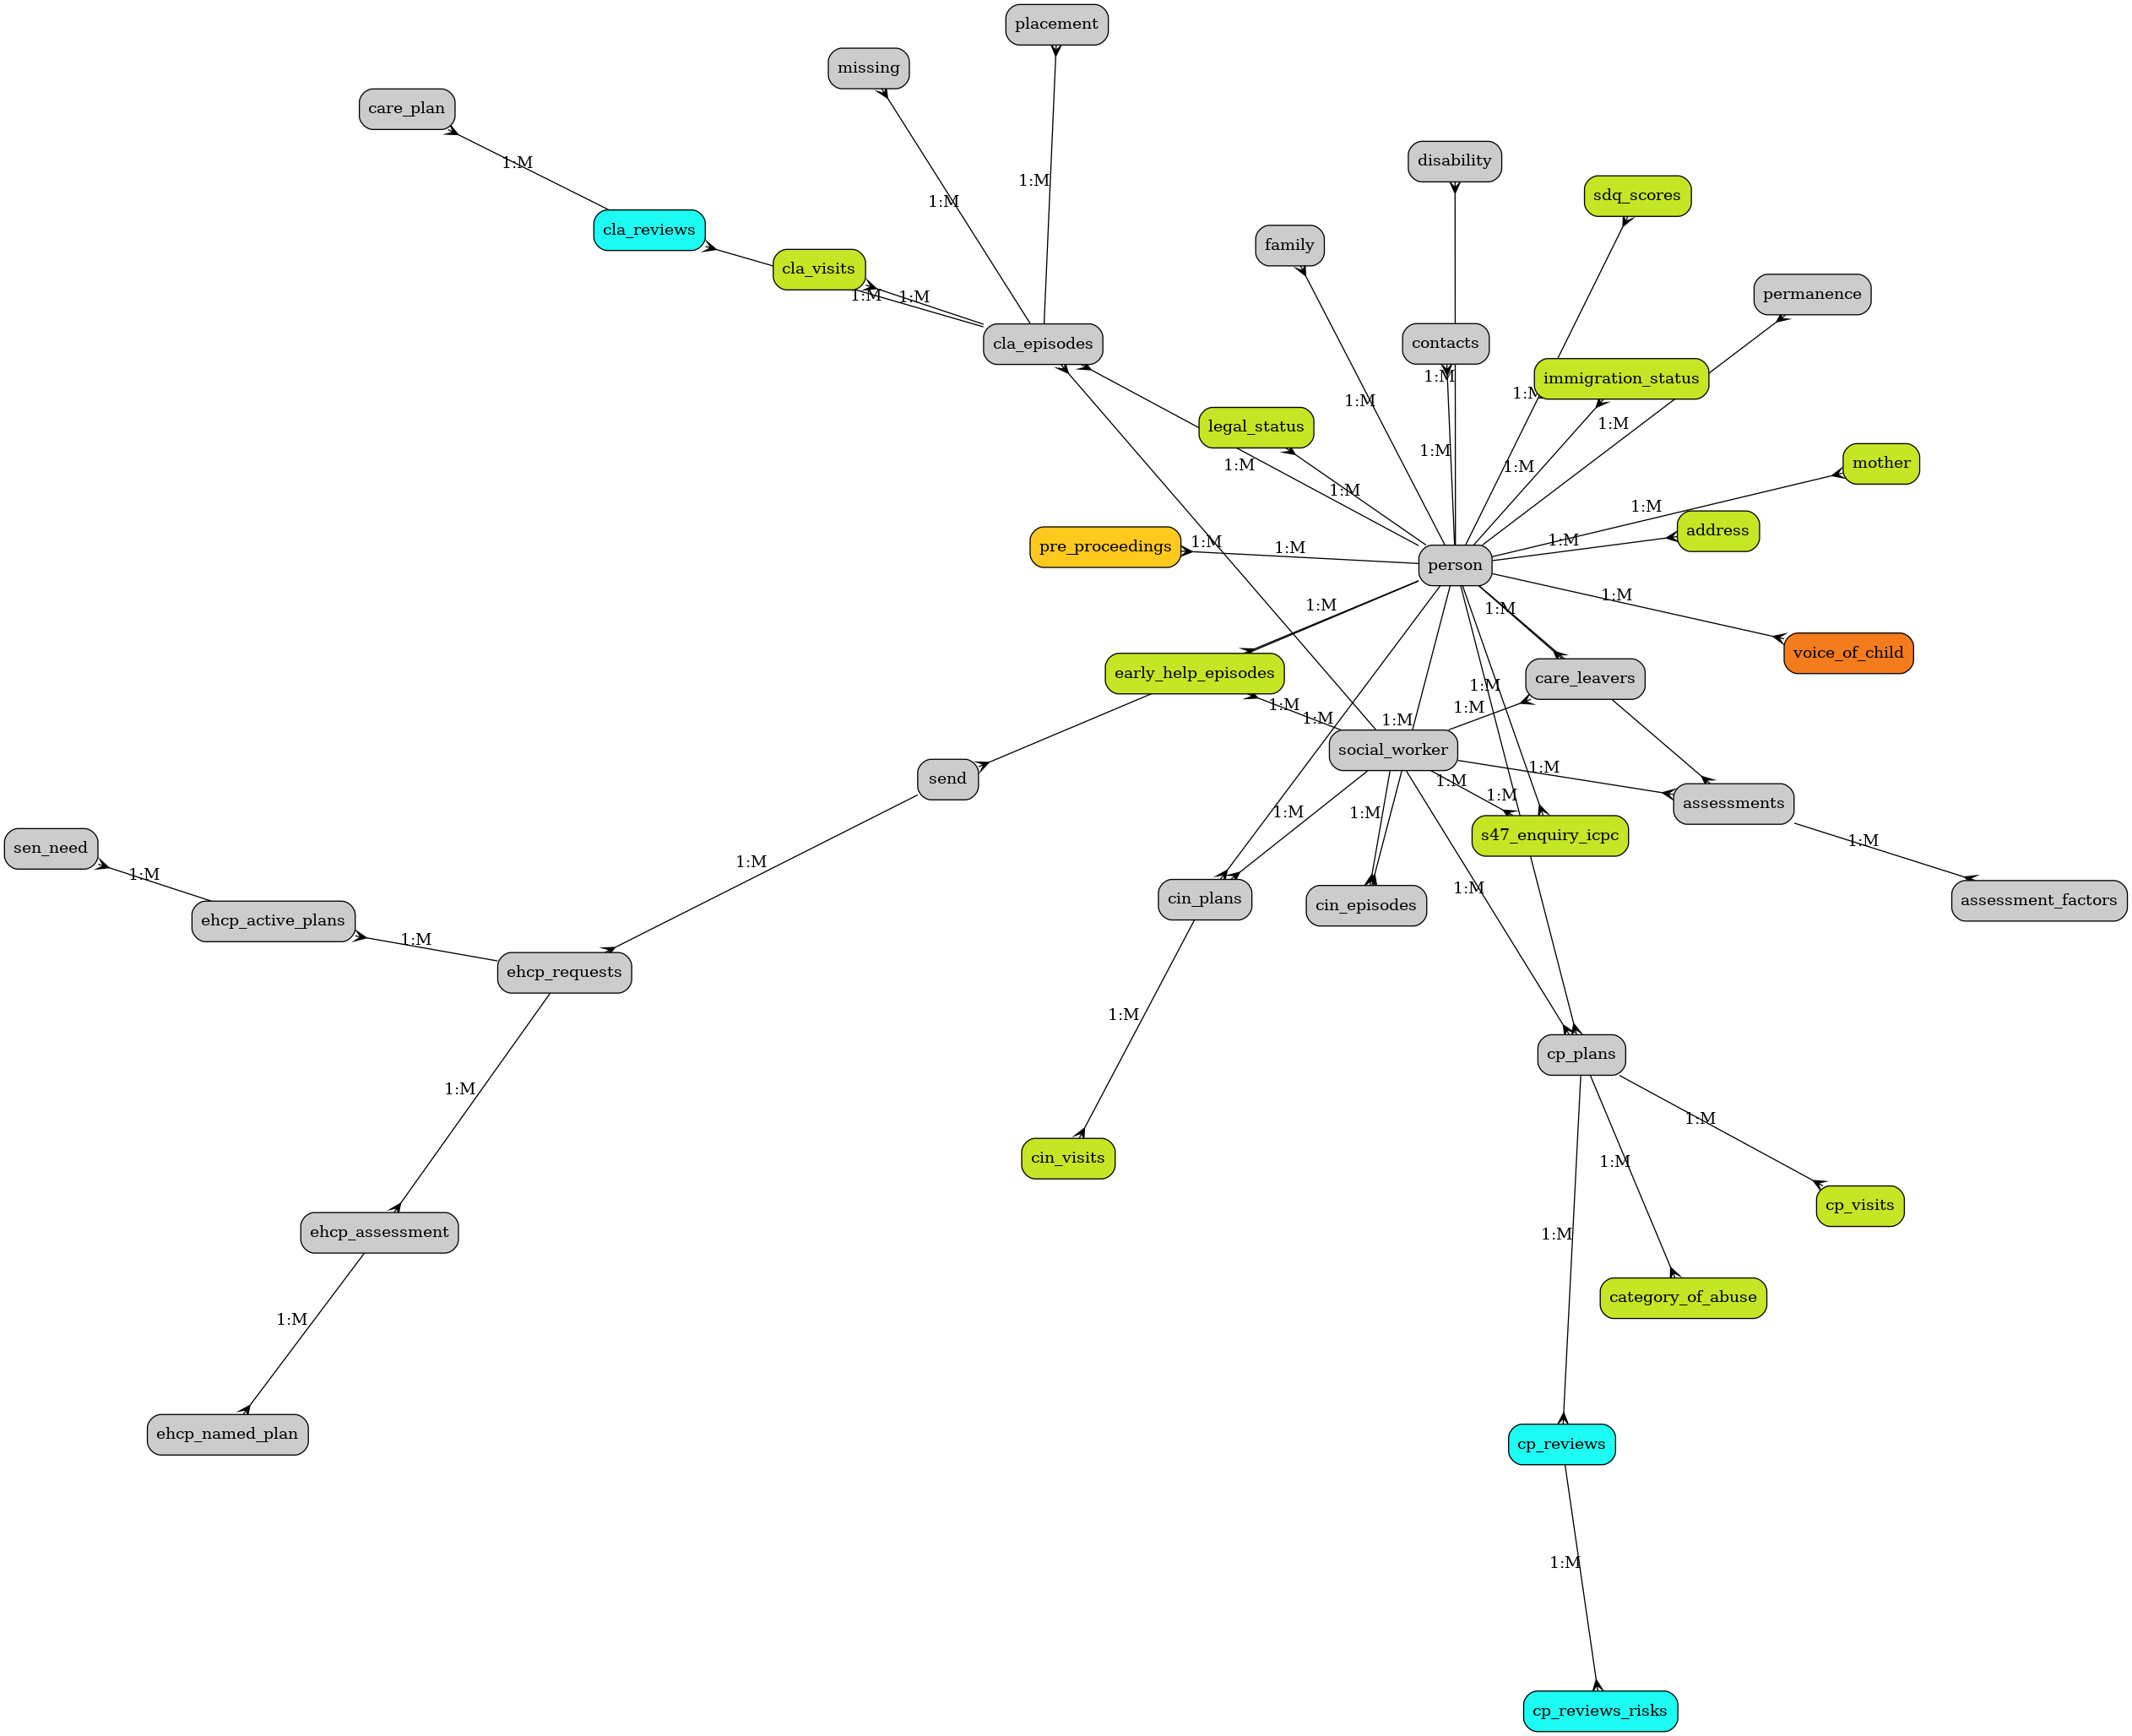 placement
missing
care_plan
1:M
disability
1:M
sdq_scores
1:M
cla_reviews
family
cla_visits
permanence
1:M
1:M
cla_episodes
contacts
1:M
immigration_status
1:M
1:M
legal_status
1:M
1:M
1:M
mother
1:M
1:M
1:M
pre_proceedings
1:M
1:M
1:M
address
person
1:M
1:M
1:M
voice_of_child
early_help_episodes
1:M
care_leavers
1:M
1:M
1:M
1:M
social_worker
send
1:M
1:M
1:M
assessments
1:M
1:M
s47_enquiry_icpc
1:M
sen_need
1:M
1:M
1:M
cin_plans
cin_episodes
assessment_factors
ehcp_active_plans
1:M
ehcp_requests
1:M
cp_plans
1:M
1:M
cin_visits
1:M
cp_visits
ehcp_assessment
1:M
category_of_abuse
1:M
ehcp_named_plan
cp_reviews
1:M
cp_reviews_risks